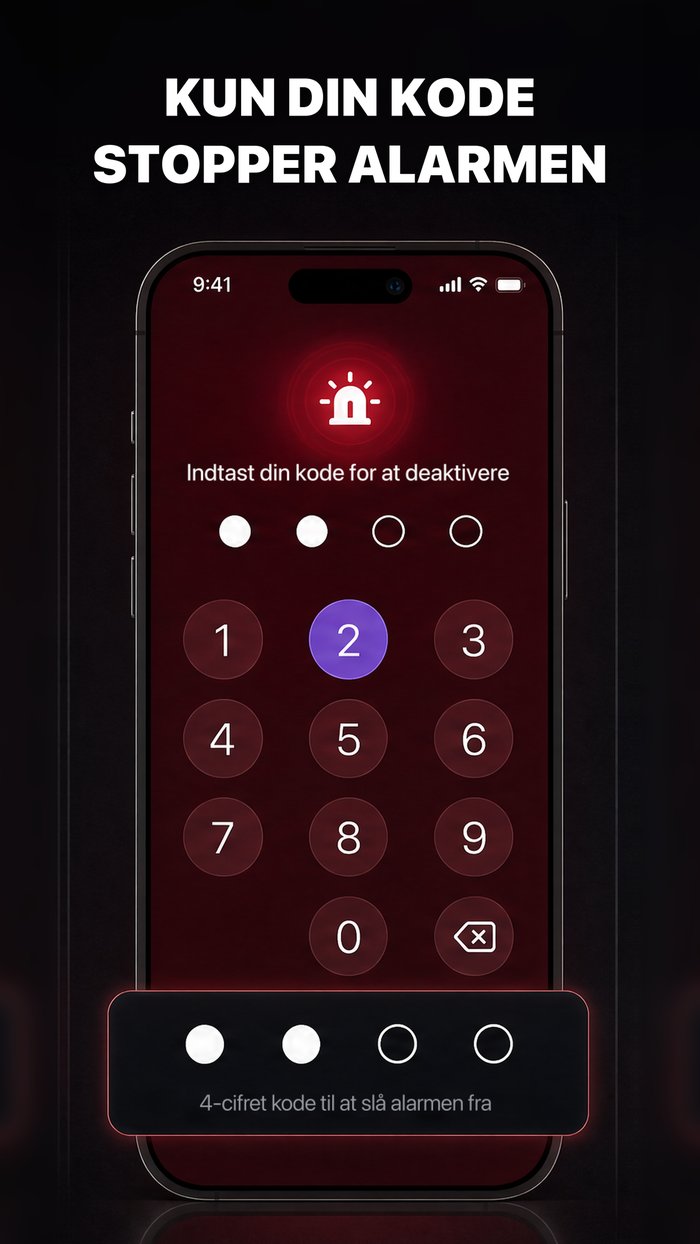 KUN DIN KODE
STOPPER ALARMEN
9:41
Indtast din kode for at deaktivere
1 2 3
4 5 6
7 8 9
0
4-cifret kode til at slå alarmen fra